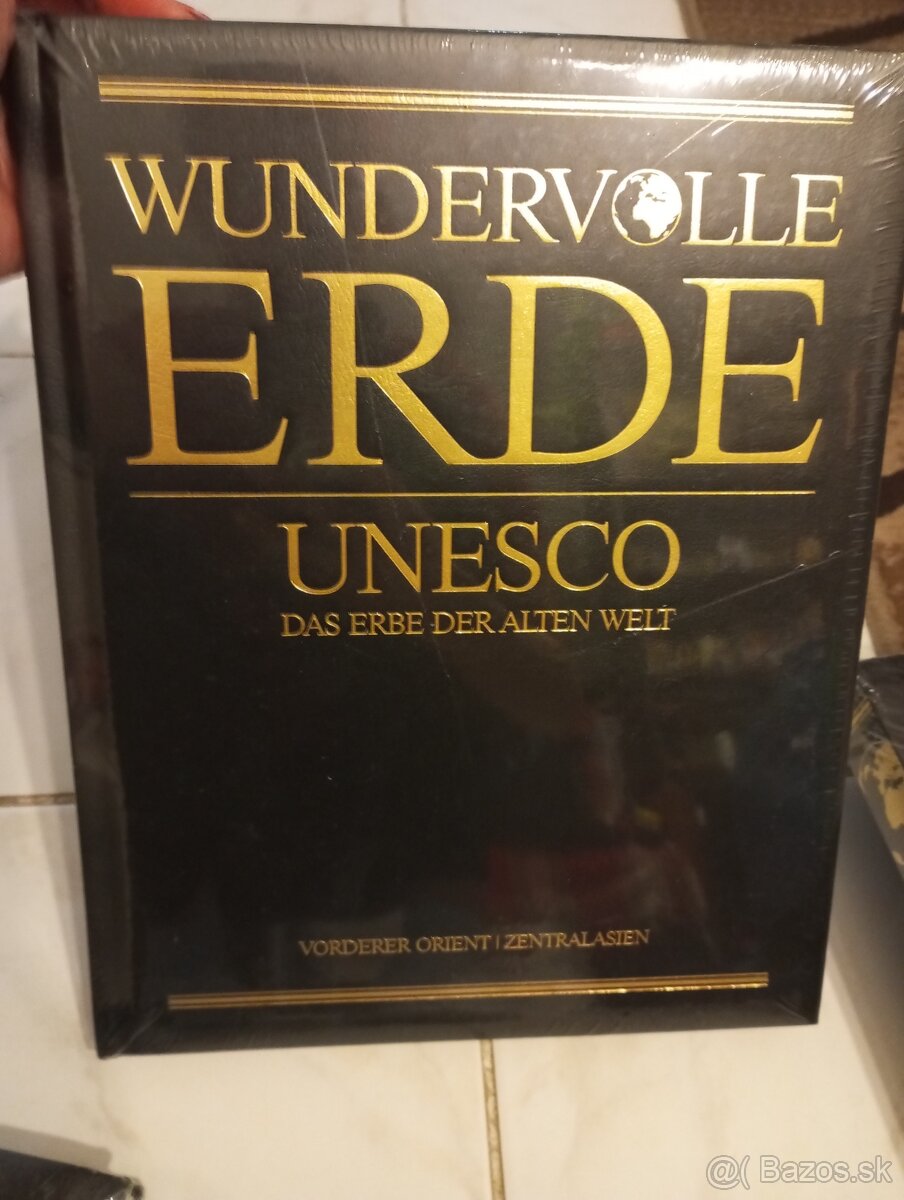 WUNDERVOLLE
ERDE
UNESCO
DAS ERBE DER ALTEN WELT
VORDERER ORIENT | ZENTRALASIEN
@( Bazos.sk